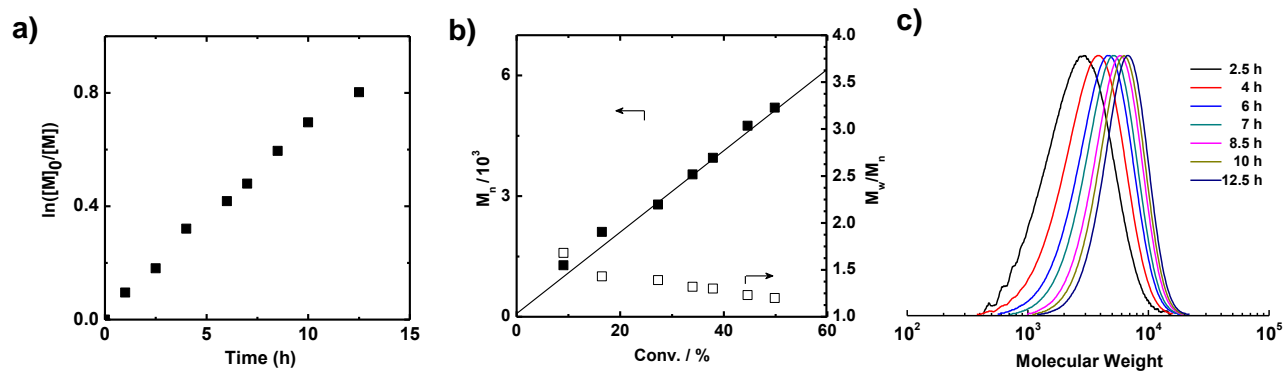 a)
ln([M]0/[M])
0.8
0.4
0.0
0
5
10
15
Time (h)
b)
Mn / 10^3
6
3
0
0
20
40
60
Conv. / %
4.0
3.5
3.0
2.5
2.0
1.5
1.0
Mw/Mn
c)
2.5 h
4 h
6 h
7 h
8.5 h
10 h
12.5 h
10^2
10^3
10^4
10^5
Molecular Weight